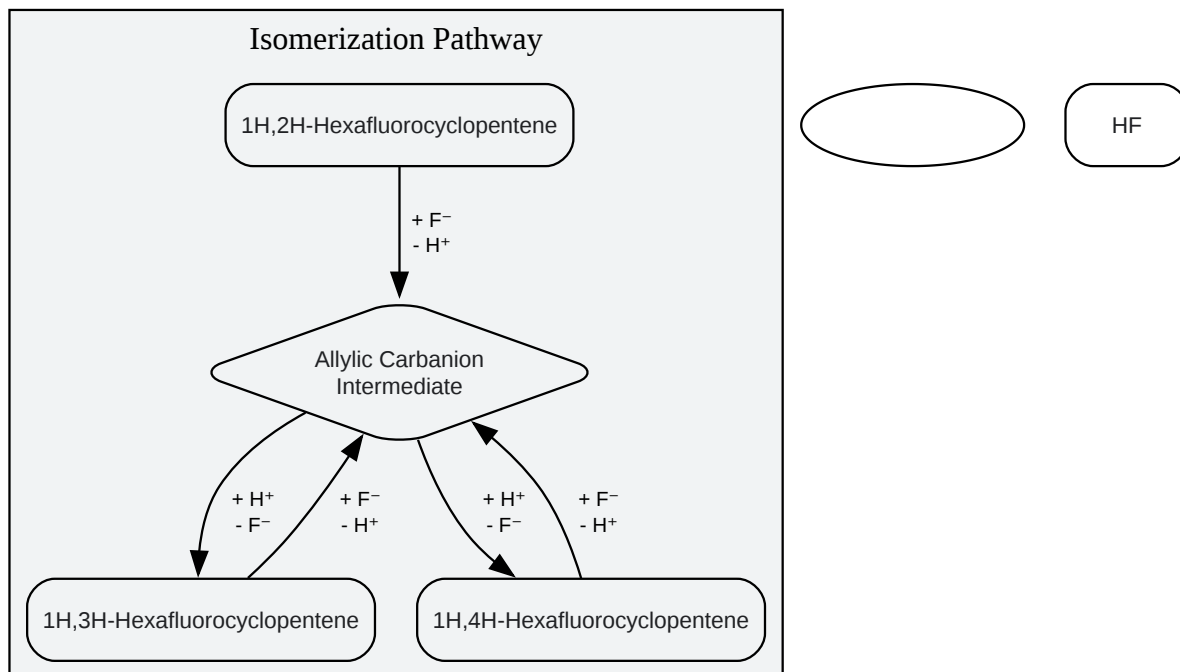 Isomerization Pathway
1H,2H-Hexafluorocyclopentene
HF
+ F⁻
- H⁺
Allylic Carbanion
Intermediate
+ H⁺
- F⁻
+ F⁻
- H⁺
+ H⁺
- F⁻
+ F⁻
- H⁺
1H,3H-Hexafluorocyclopentene
1H,4H-Hexafluorocyclopentene